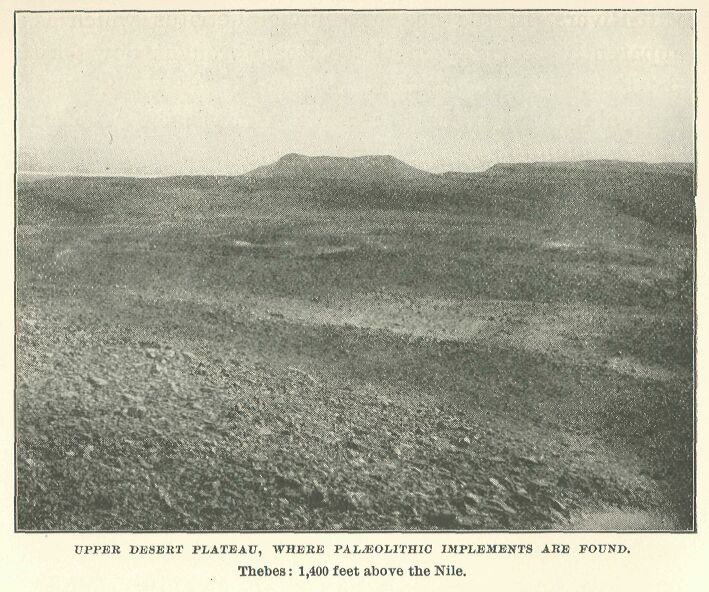 UPPER DESERT PLATEAU, WHERE PALÆOLITHIC IMPLEMENTS ARE FOUND.
Thebes: 1,400 feet above the Nile.